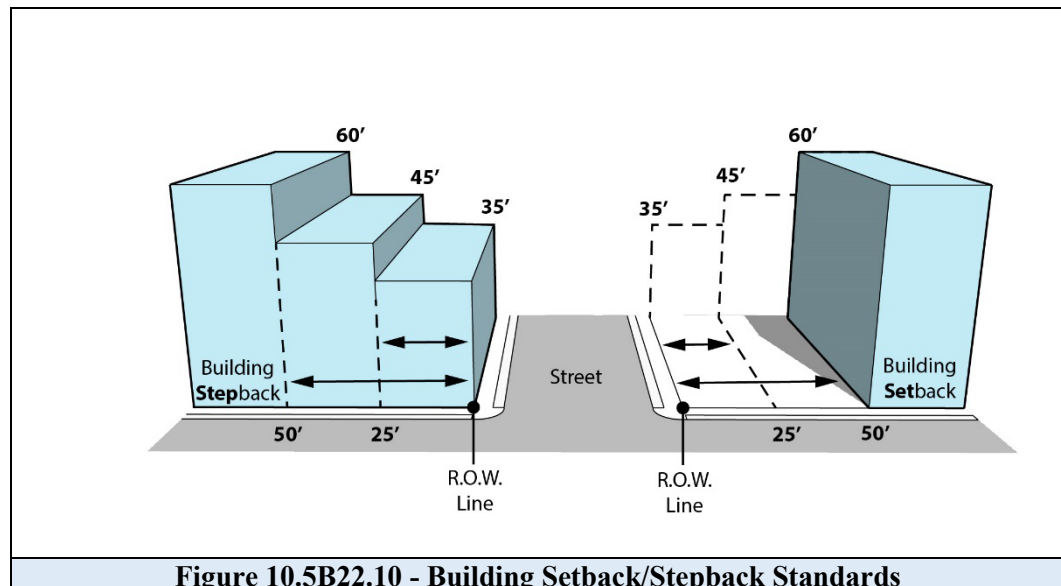 60’
45’
35’
60’
45’
35’
Building
Stepback
Street
Building
Setback
50’
25’
25’
50’
R.O.W.
Line
R.O.W.
Line
Figure 10.5B22.10 - Building Setback/Stepback Standards